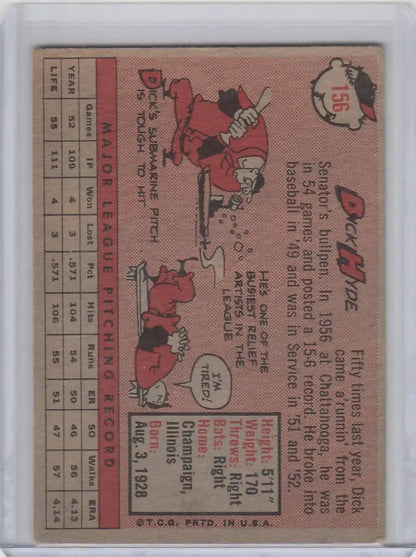 156
DICK HYDE
Fifty times last year, Dick
came a'runnin' from the
Senator's bullpen. In 1956 at Chattanooga, he was
in 54 games and posted a 15-6 record. He broke into
baseball in 49 and was in Service in '51 and '52.
DICK'S SUBMARINE PITCH
IS TOUGH TO HIT
HE'S ONE OF THE
BUSIEST RELIEF
ARTISTS IN THE
LEAGUE
I'M
TIRED!
Height: 5'11"
Weight: 170
Throws: Right
Bats: Right
Home:
Champaign,
Illinois
Born:
Aug. 3, 1928
MAJOR LEAGUE PITCHING RECORD
Games IP Won Lost Pct Hits Runs ER SO Walks ERA
YEAR 52 109 4 3 .571 104 54 50 46 56 4.13
LIFE 55 111 4 3 .571 106 55 51 47 57 4.14
© T.C.G. PRTD. IN U.S.A.